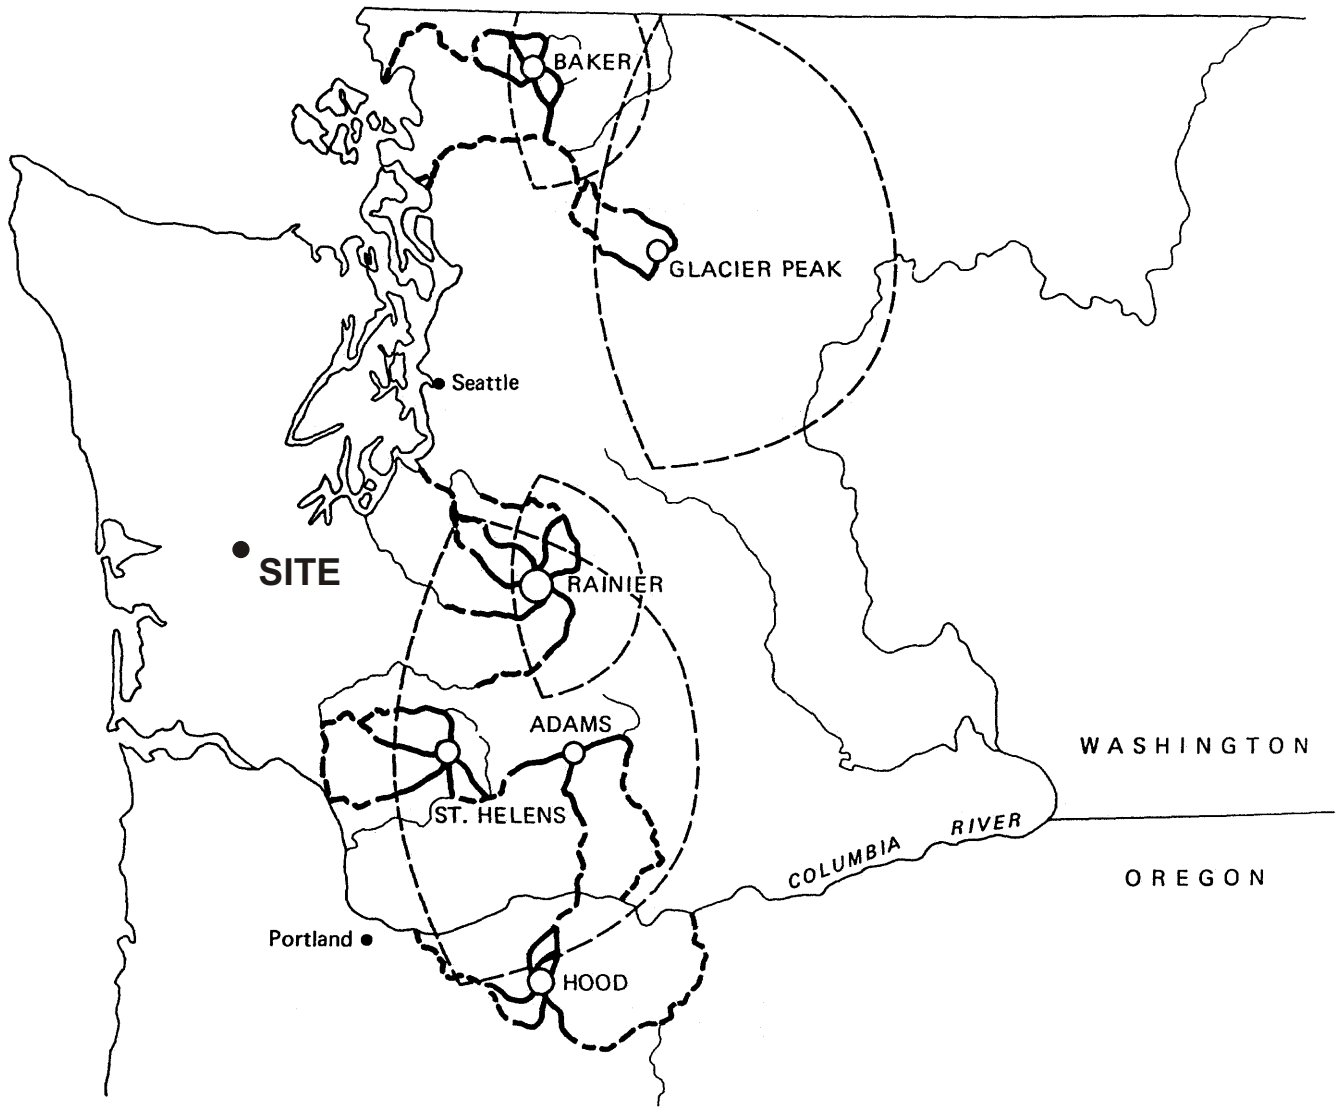 BAKER
GLACIER PEAK
Seattle
SITE
RAINIER
ADAMS
WASHINGTON
ST. HELENS
COLUMBIA RIVER
OREGON
Portland
HOOD